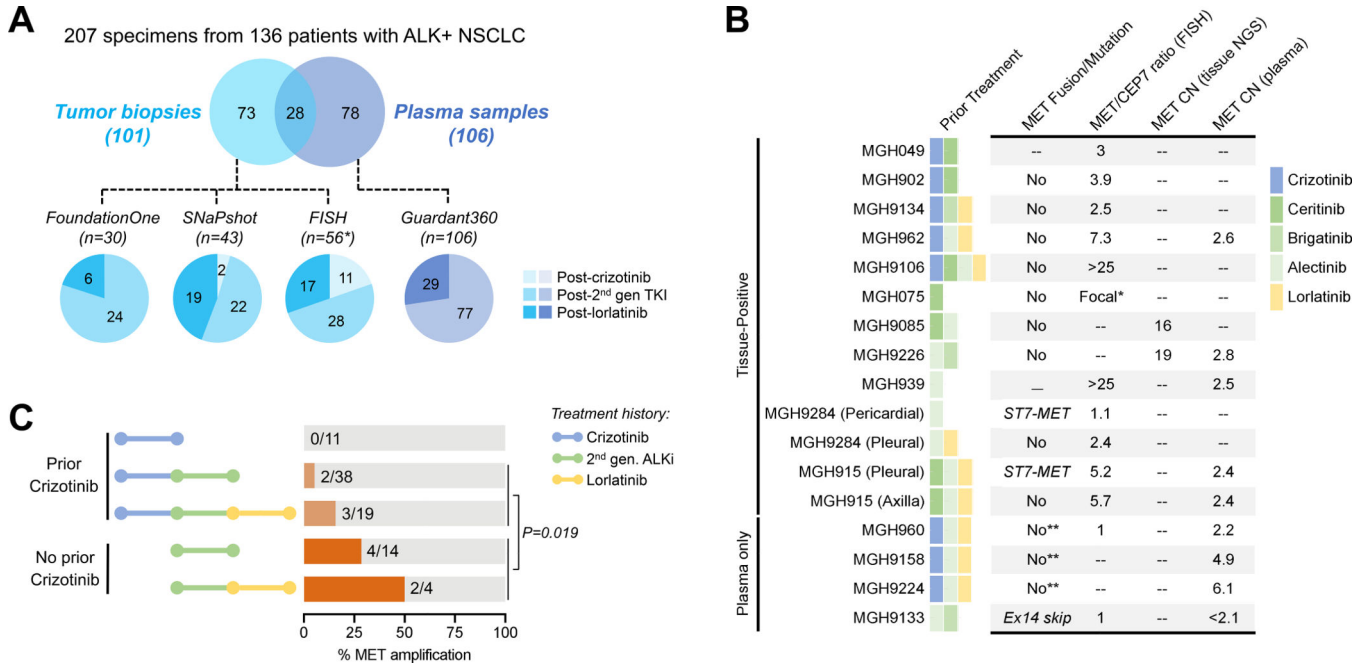 A
207 specimens from 136 patients with ALK+ NSCLC
73
28
78
Tumor biopsies
(101)
Plasma samples
(106)
FoundationOne
(n=30)
SNaPshot
(n=43)
FISH
(n=56*)
Guardant360
(n=106)
6
24
2
19
22
11
17
28
29
77
Post-crizotinib
Post-2nd gen TKI
Post-lorlatinib
B
Prior Treatment
MET Fusion/Mutation
MET/CEP7 ratio (FISH)
MET CN (tissue NGS)
MET CN (plasma)
Tissue-Positive
MGH049 -- 3 -- --
MGH902 No 3.9 -- --
MGH9134 No 2.5 -- --
MGH962 No 7.3 -- 2.6
MGH9106 No >25 -- --
MGH075 No Focal* -- --
MGH9085 No -- 16 --
MGH9226 No -- 19 2.8
MGH939 __ >25 -- 2.5
MGH9284 (Pericardial) ST7-MET 1.1 -- --
MGH9284 (Pleural) No 2.4 -- --
MGH915 (Pleural) ST7-MET 5.2 -- 2.4
MGH915 (Axilla) No 5.7 -- 2.4
Plasma only
MGH960 No** 1 -- 2.2
MGH9158 No** -- -- 4.9
MGH9224 No** -- -- 6.1
MGH9133 Ex14 skip 1 -- <2.1
Crizotinib
Ceritinib
Brigatinib
Alectinib
Lorlatinib
C
Treatment history:
Crizotinib
2nd gen. ALKi
Lorlatinib
Prior
Crizotinib
No prior
Crizotinib
0/11
2/38
3/19
4/14
2/4
P=0.019
0 25 50 75 100
% MET amplification